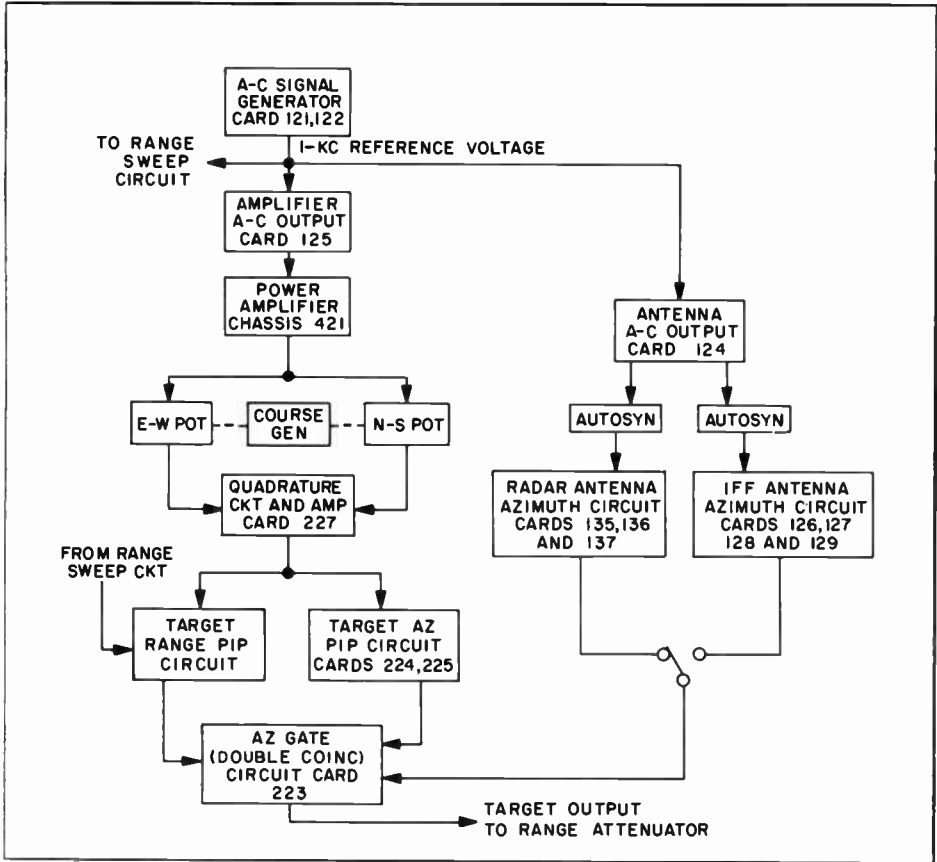 A-C SIGNAL
GENERATOR
CARD 121,122
TO RANGE
SWEEP
CIRCUIT
1-KC REFERENCE VOLTAGE
AMPLIFIER
A-C OUTPUT
CARD 125
POWER
AMPLIFIER
CHASSIS 421
ANTENNA
A-C OUTPUT
CARD 124
E-W POT
COURSE
GEN
N-S POT
AUTOSYN
AUTOSYN
QUADRATURE
CKT AND AMP
CARD 227
RADAR ANTENNA
AZIMUTH CIRCUIT
CARDS 135,136
AND 137
IFF ANTENNA
AZIMUTH CIRCUIT
CARDS 126,127
128 AND 129
FROM RANGE
SWEEP CKT
TARGET
RANGE PIP
CIRCUIT
TARGET AZ
PIP CIRCUIT
CARDS 224,225
AZ GATE
(DOUBLE COINC)
CIRCUIT CARD
223
TARGET OUTPUT
TO RANGE ATTENUATOR